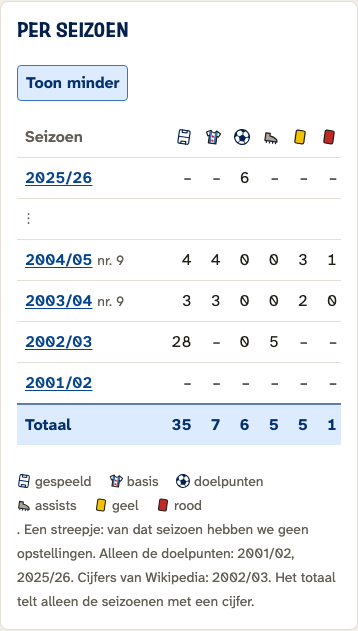 PER SEIZOEN
Toon minder
Seizoen
2025/26 – – 6 – – –
⋮
2004/05 nr. 9 4 4 0 0 3 1
2003/04 nr. 9 3 3 0 0 2 0
2002/03 28 – 0 5 – –
2001/02 – – – – – –
Totaal 35 7 6 5 5 1
gespeeld basis doelpunten
assists geel rood
. Een streepje: van dat seizoen hebben we geen
opstellingen. Alleen de doelpunten: 2001/02,
2025/26. Cijfers van Wikipedia: 2002/03. Het totaal
telt alleen de seizoenen met een cijfer.